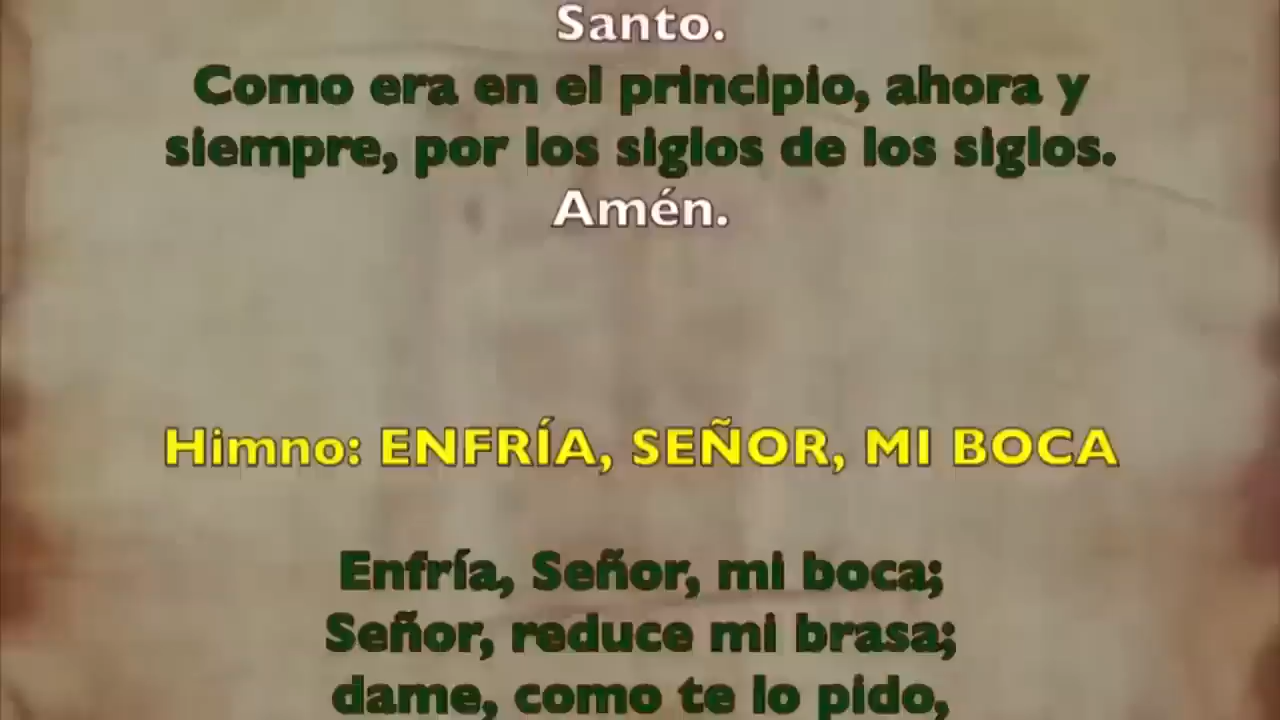 Santo.
Como era en el principio, ahora y
siempre, por los siglos de los siglos.
Amén.
Himno: ENFRÍA, SEÑOR, MI BOCA
Enfría, Señor, mi boca;
Señor, reduce mi brasa;
dame, como te lo pido,